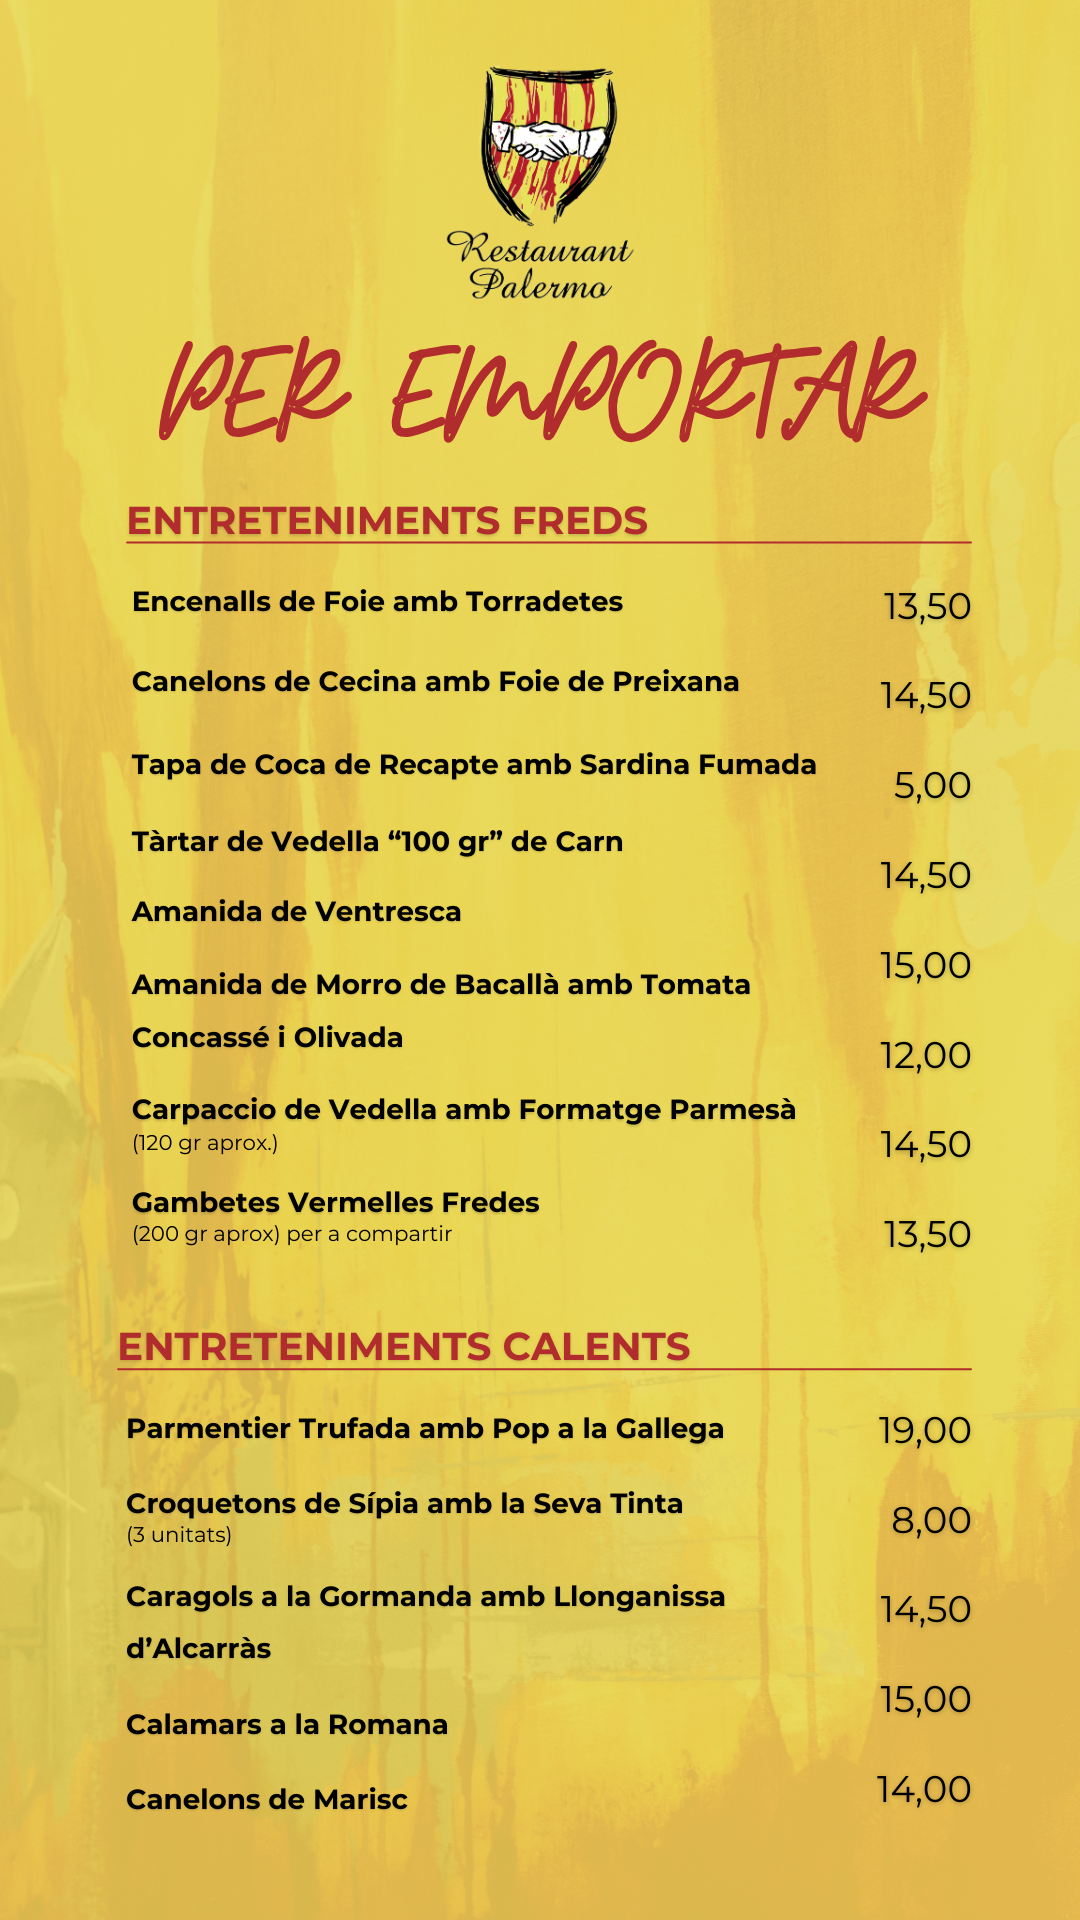 Restaurant
Palermo
PER EMPORTAR
ENTRETENIMENTS FREDS
Encenalls de Foie amb Torradetes 13,50
Canelons de Cecina amb Foie de Preixana 14,50
Tapa de Coca de Recapte amb Sardina Fumada 5,00
Tàrtar de Vedella “100 gr” de Carn 14,50
Amanida de Ventresca 15,00
Amanida de Morro de Bacallà amb Tomata
Concassé i Olivada 12,00
Carpaccio de Vedella amb Formatge Parmesà 14,50
(120 gr aprox.)
Gambetes Vermelles Fredes 13,50
(200 gr aprox) per a compartir
ENTRETENIMENTS CALENTS
Parmentier Trufada amb Pop a la Gallega 19,00
Croquetons de Sípia amb la Seva Tinta 8,00
(3 unitats)
Caragols a la Gormanda amb Llonganissa 14,50
d’Alcarràs
Calamars a la Romana 15,00
Canelons de Marisc 14,00